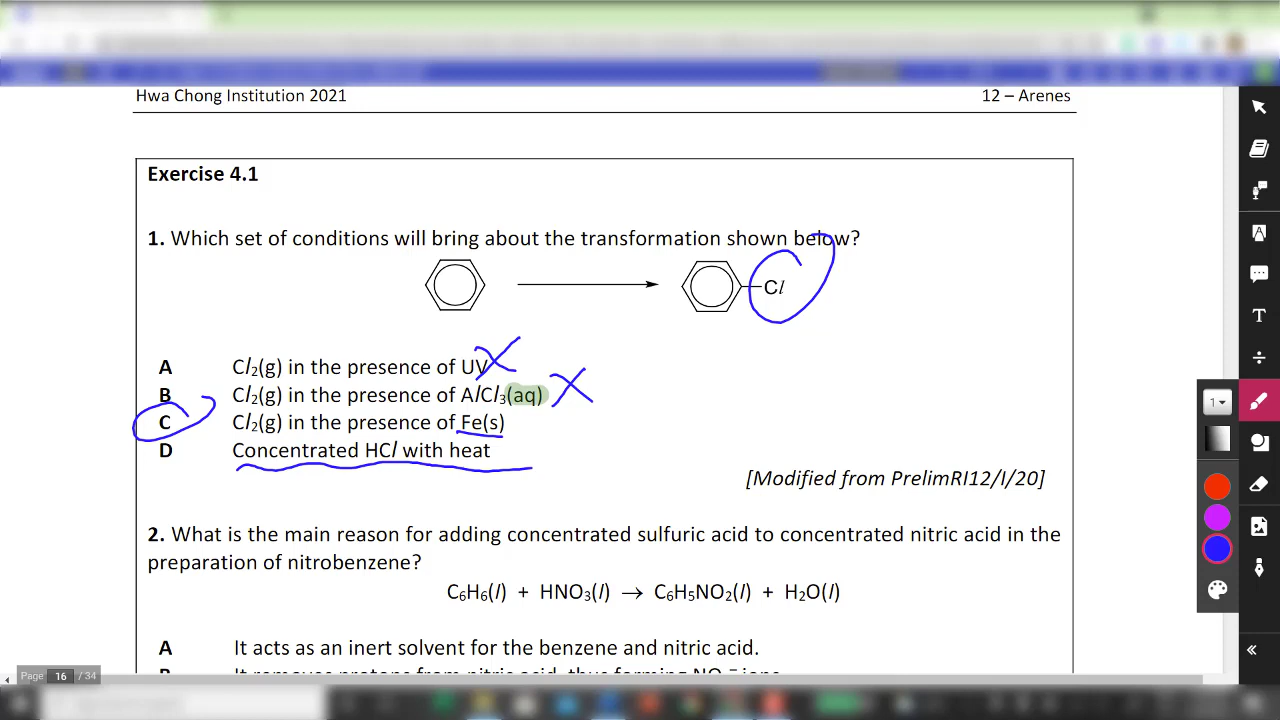 Hwa Chong Institution 2021 12 – Arenes
Exercise 4.1
1. Which set of conditions will bring about the transformation shown below?
Cl
A Cl₂(g) in the presence of UV
B Cl₂(g) in the presence of AlCl₃(aq)
C Cl₂(g) in the presence of Fe(s)
D Concentrated HCl with heat
[Modified from PrelimRI12/I/20]
2. What is the main reason for adding concentrated sulfuric acid to concentrated nitric acid in the
preparation of nitrobenzene?
C₆H₆(l) + HNO₃(l) → C₆H₅NO₂(l) + H₂O(l)
A It acts as an inert solvent for the benzene and nitric acid.
Page 16 / 34
1
T